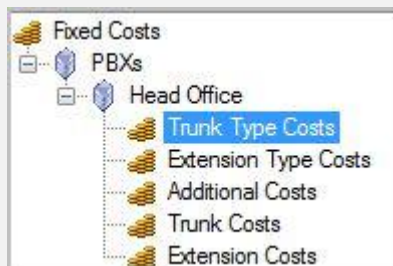 Fixed Costs
PBXs
Head Office
Trunk Type Costs
Extension Type Costs
Additional Costs
Trunk Costs
Extension Costs